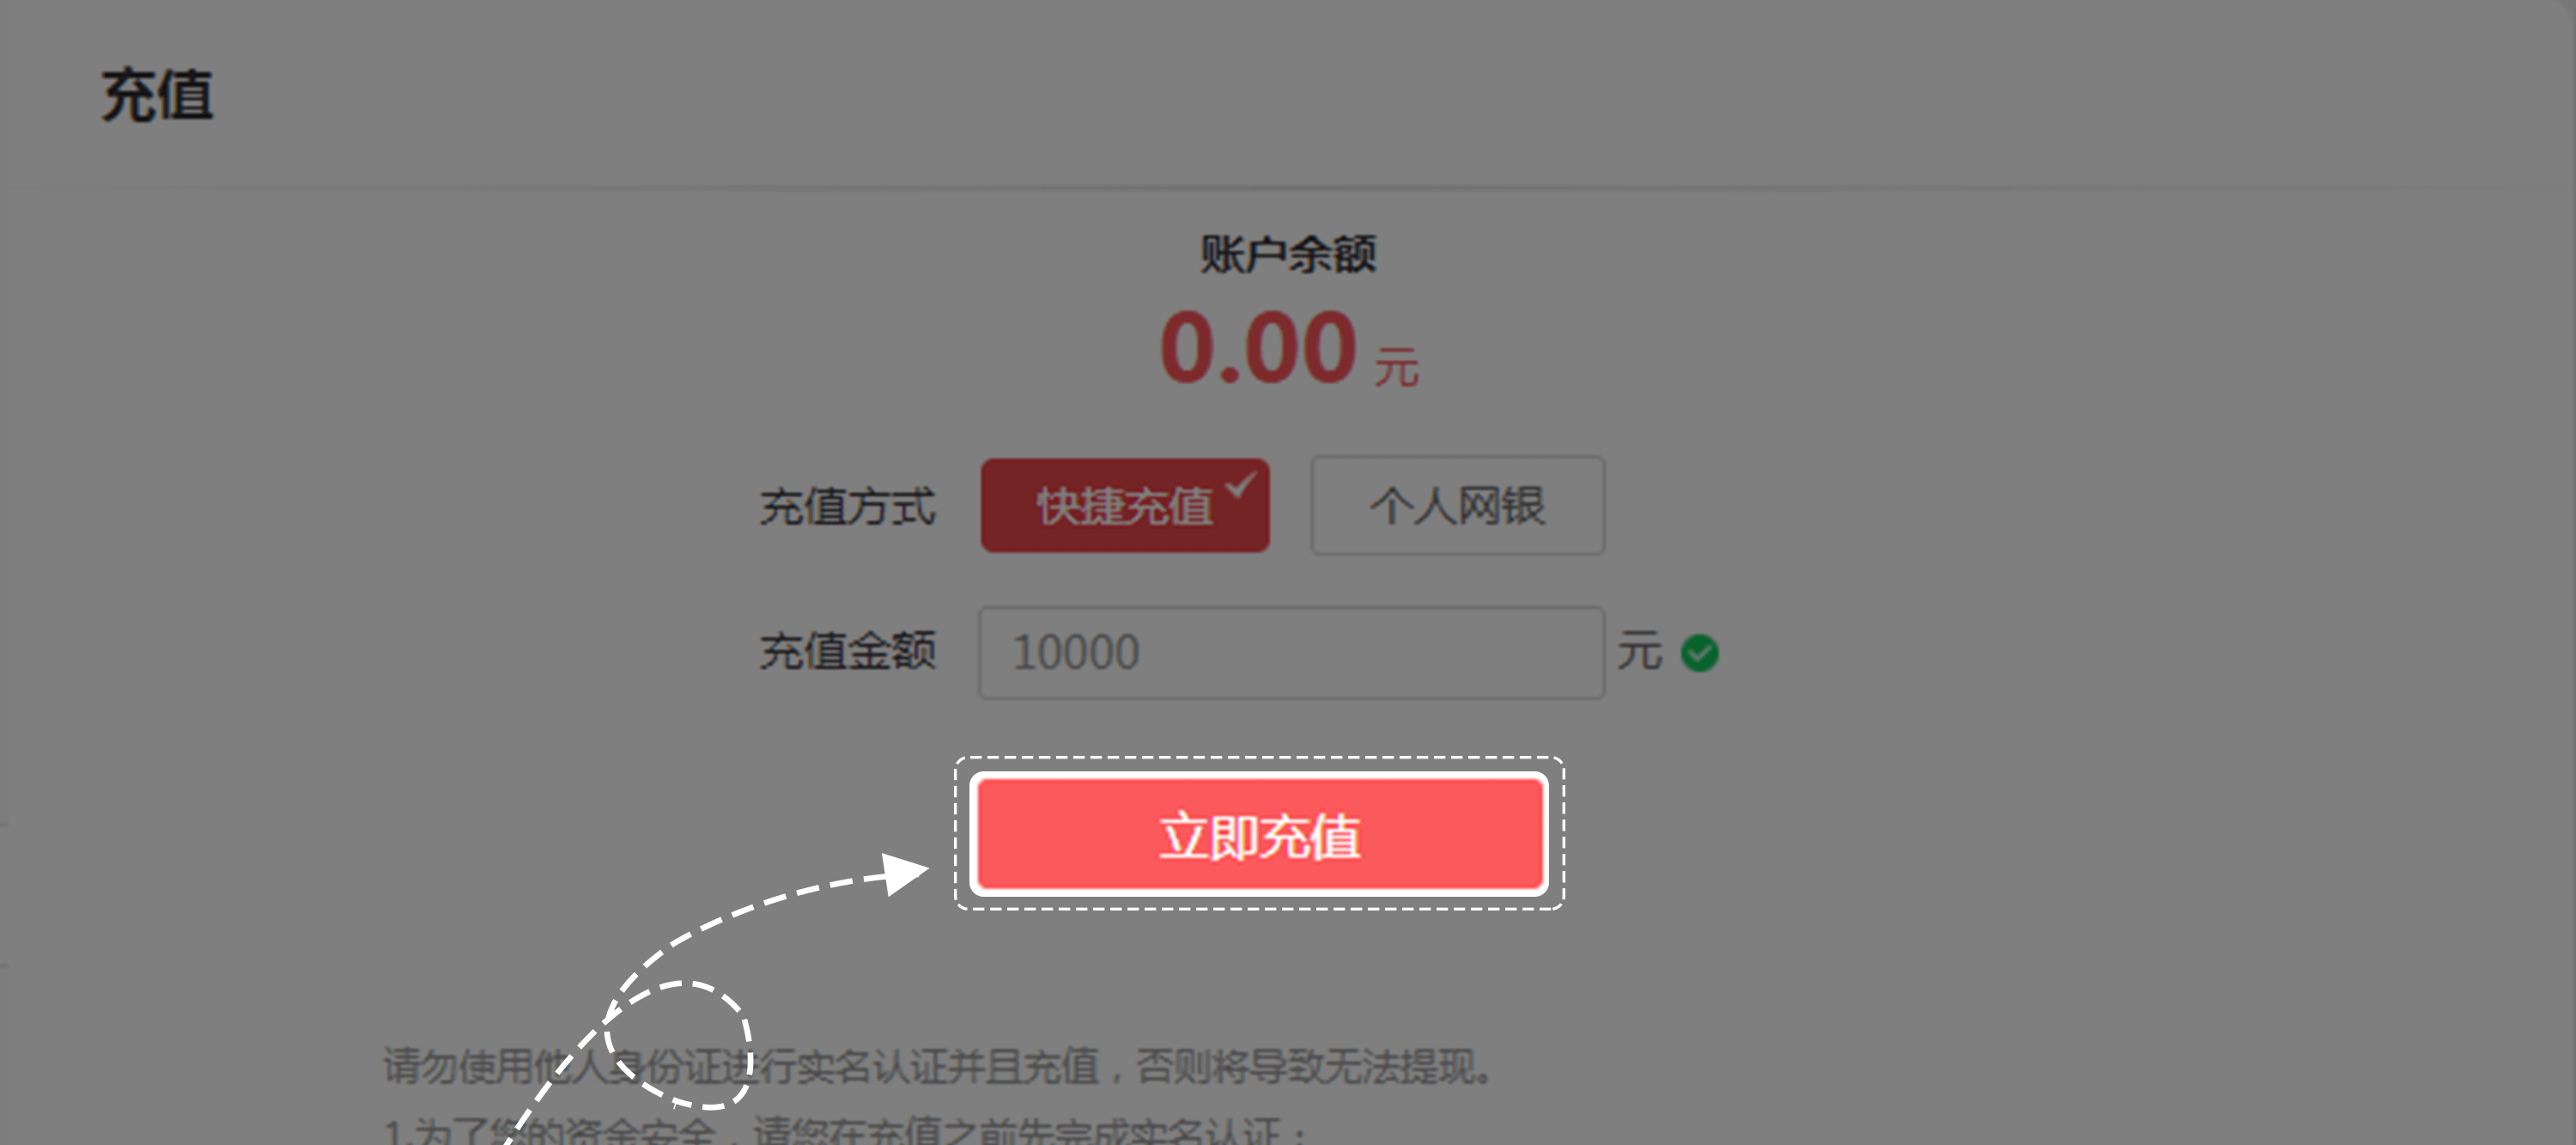 充值
账户余额
0.00 元
充值方式 快捷充值 个人网银
充值金额 10000 元
立即充值
请勿使用他人身份证进行实名认证并且充值，否则将导致无法提现。
1.为了您的资金安全，请您在充值之前先完成实名认证；